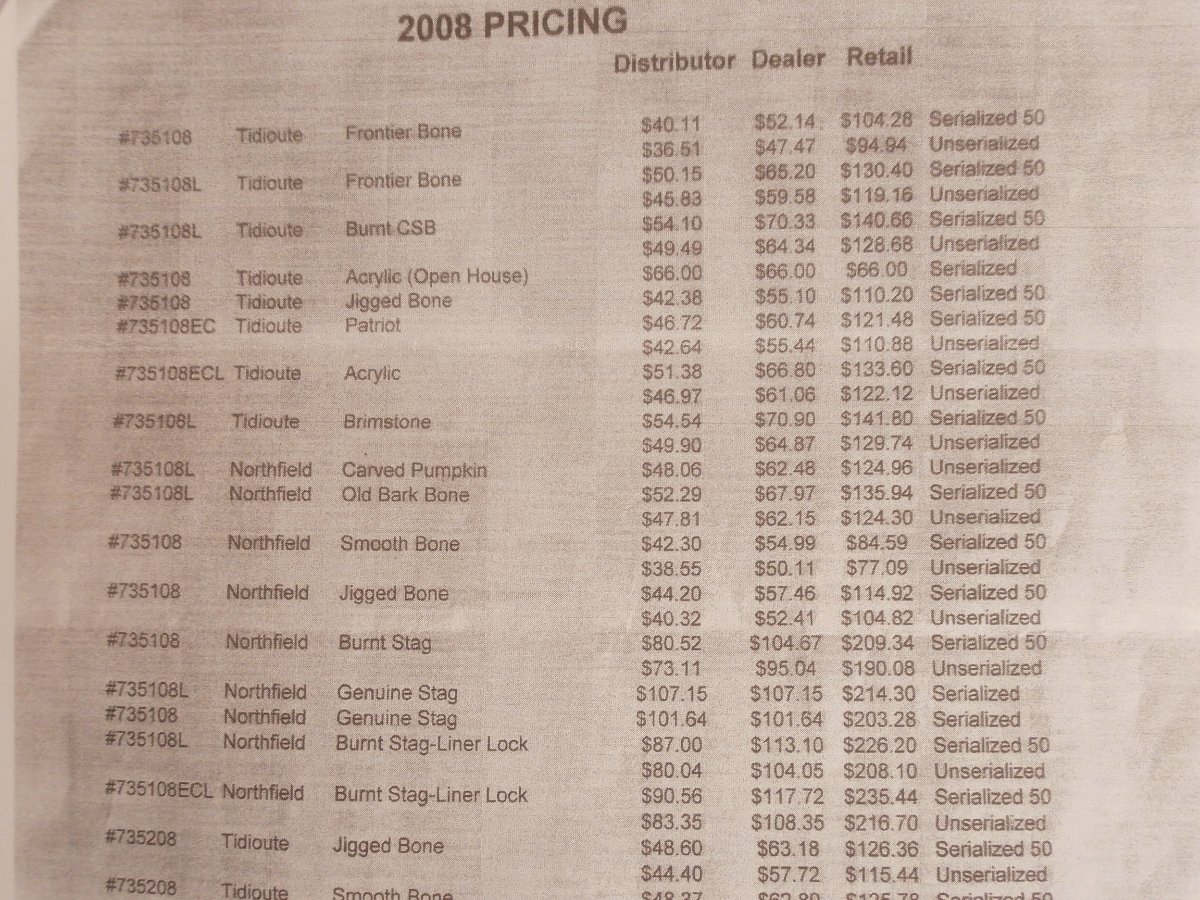 2008 PRICING
Distributor Dealer Retail
#735108 Tidioute Frontier Bone $40.11 $52.14 $104.28 Serialized 50
$36.51 $47.47 $94.94 Unserialized
#735108L Tidioute Frontier Bone $50.15 $65.20 $130.40 Serialized 50
$45.83 $59.58 $119.16 Unserialized
#735108L Tidioute Burnt CSB $54.10 $70.33 $140.66 Serialized 50
$49.49 $64.34 $128.68 Unserialized
#735108 Tidioute Acrylic (Open House) $66.00 $66.00 $66.00 Serialized
#735108 Tidioute Jigged Bone $42.38 $55.10 $110.20 Serialized 50
#735108EC Tidioute Patriot $46.72 $60.74 $121.48 Serialized 50
$42.64 $55.44 $110.88 Unserialized
#735108ECL Tidioute Acrylic $51.38 $66.80 $133.60 Serialized 50
$46.97 $61.06 $122.12 Unserialized
#735108L Tidioute Brimstone $54.54 $70.90 $141.80 Serialized 50
$49.90 $64.87 $129.74 Unserialized
#735108L Northfield Carved Pumpkin $48.06 $62.48 $124.96 Unserialized
#735108L Northfield Old Bark Bone $52.29 $67.97 $135.94 Serialized 50
$47.81 $62.15 $124.30 Unserialized
#735108 Northfield Smooth Bone $42.30 $54.99 $84.59 Serialized 50
$38.55 $50.11 $77.09 Unserialized
#735108 Northfield Jigged Bone $44.20 $57.46 $114.92 Serialized 50
$40.32 $52.41 $104.82 Unserialized
#735108 Northfield Burnt Stag $80.52 $104.67 $209.34 Serialized 50
$73.11 $95.04 $190.08 Unserialized
#735108L Northfield Genuine Stag $107.15 $107.15 $214.30 Serialized
#735108 Northfield Genuine Stag $101.64 $101.64 $203.28 Serialized
#735108L Northfield Burnt Stag-Liner Lock $87.00 $113.10 $226.20 Serialized 50
$80.04 $104.05 $208.10 Unserialized
#735108ECL Northfield Burnt Stag-Liner Lock $90.56 $117.72 $235.44 Serialized 50
$83.35 $108.35 $216.70 Unserialized
#735208 Tidioute Jigged Bone $48.60 $63.18 $126.36 Serialized 50
$44.40 $57.72 $115.44 Unserialized
#735208 Tidioute Smooth Bone $48.37 $62.89 $125.78 Serialized 50